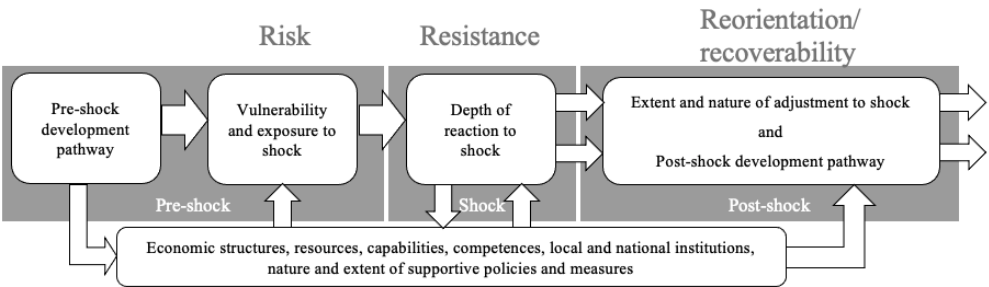 Risk
Resistance
Reorientation/
recoverability
Pre-shock
development
pathway
Vulnerability
and exposure to
shock
Depth of
reaction to
shock
Extent and nature of adjustment to shock
and
Post-shock development pathway
Pre-shock
Shock
Post-shock
Economic structures, resources, capabilities, competences, local and national institutions,
nature and extent of supportive policies and measures